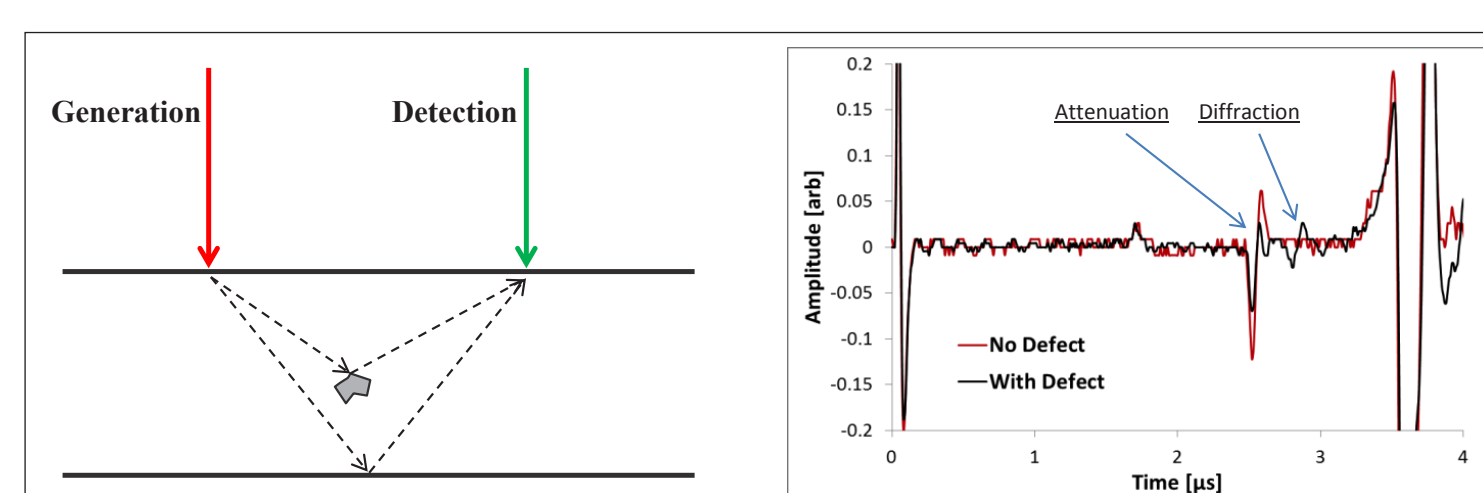 Generation
Detection
Attenuation
Diffraction
0.2
0.15
0.1
0.05
0
-0.05
-0.1
-0.15
-0.2
Amplitude [arb]
No Defect
With Defect
0 1 2 3 4
Time [µs]